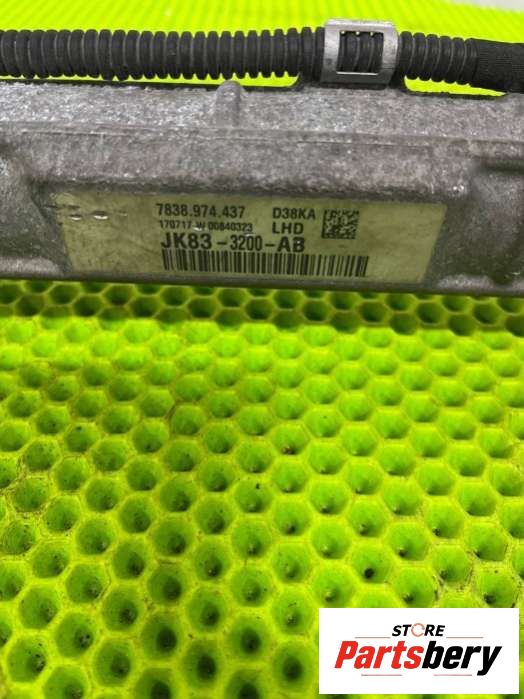 7838.974.437 D38KA
170717 W 00840323 LHD
JK83-3200-AB
STORE
Partsbery